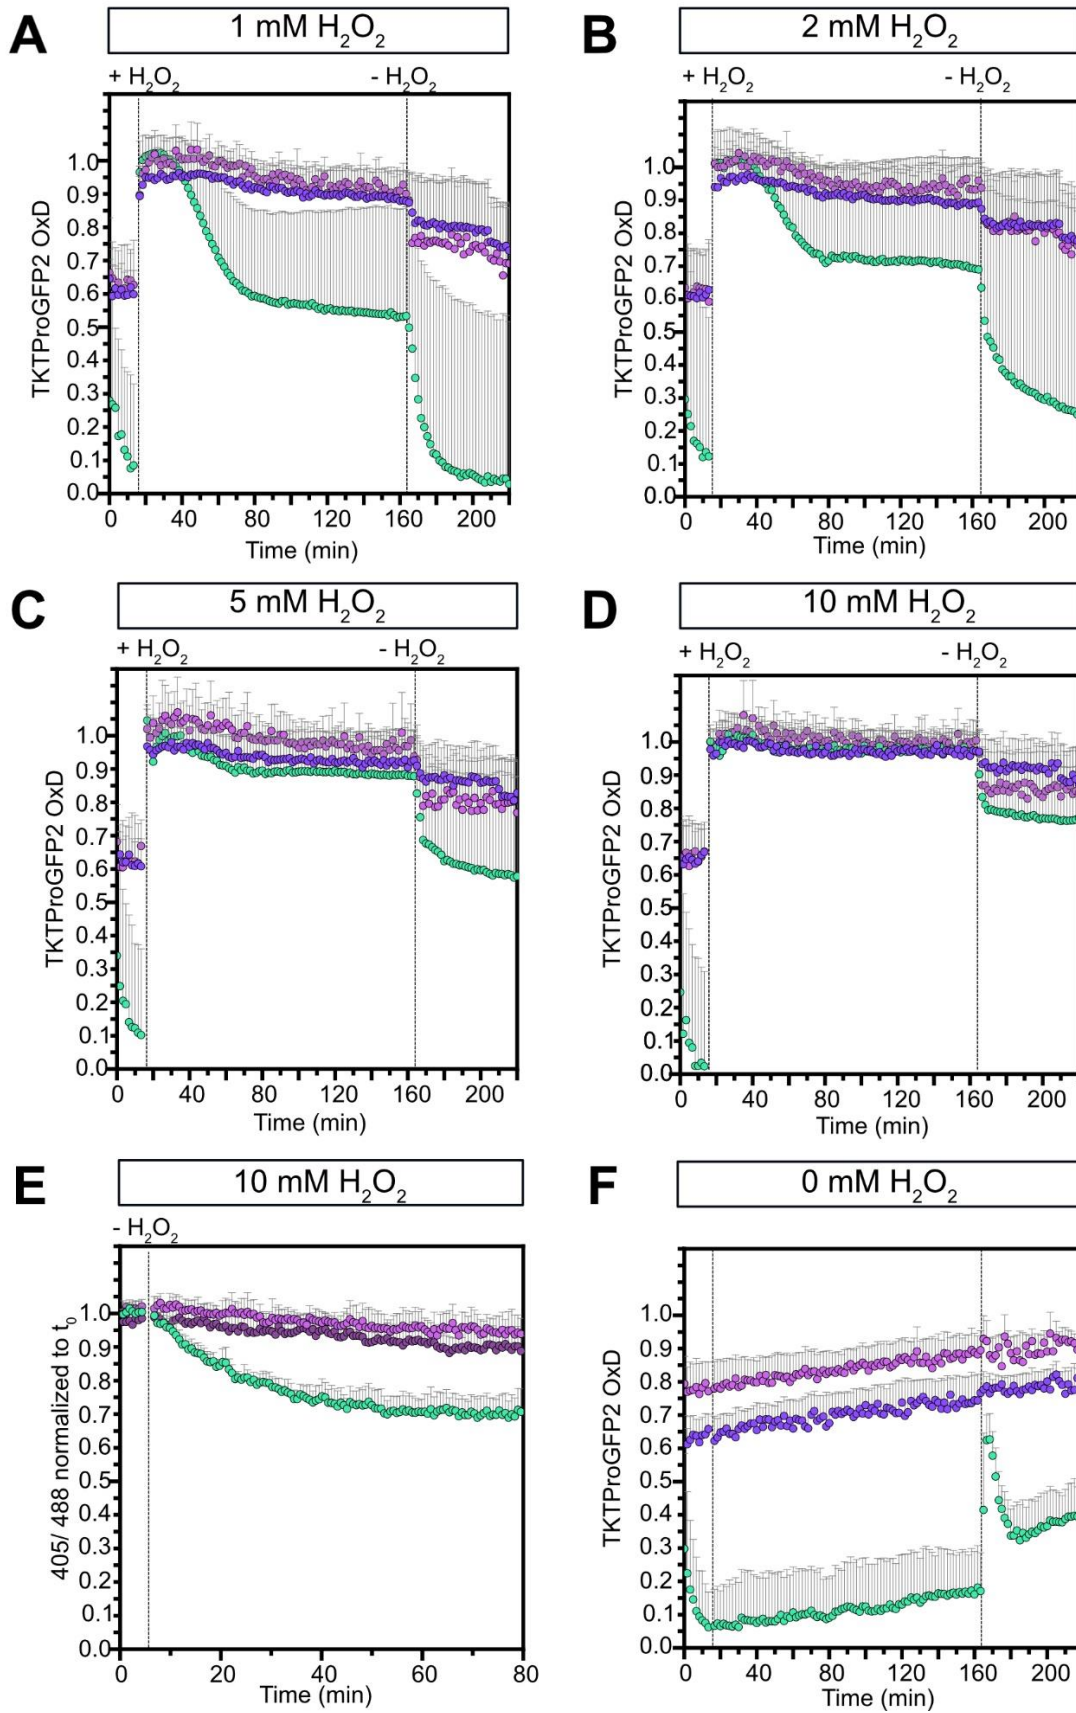 A
1 mM H₂O₂
+ H₂O₂
- H₂O₂
TKTProGFP2 OxD
1.0
0.9
0.8
0.7
0.6
0.5
0.4
0.3
0.2
0.1
0.0
0 40 80 120 160 200
Time (min)
B
2 mM H₂O₂
+ H₂O₂
- H₂O₂
TKTProGFP2 OxD
1.0
0.9
0.8
0.7
0.6
0.5
0.4
0.3
0.2
0.1
0.0
0 40 80 120 160 200
Time (min)
C
5 mM H₂O₂
+ H₂O₂
- H₂O₂
TKTProGFP2 OxD
1.0
0.9
0.8
0.7
0.6
0.5
0.4
0.3
0.2
0.1
0.0
0 40 80 120 160 200
Time (min)
D
10 mM H₂O₂
+ H₂O₂
- H₂O₂
TKTProGFP2 OxD
1.0
0.9
0.8
0.7
0.6
0.5
0.4
0.3
0.2
0.1
0.0
0 40 80 120 160 200
Time (min)
E
10 mM H₂O₂
- H₂O₂
405/ 488 normalized to t₀
1.0
0.9
0.8
0.7
0.6
0.5
0.4
0.3
0.2
0.1
0.0
0 20 40 60 80
Time (min)
F
0 mM H₂O₂
TKTProGFP2 OxD
1.0
0.9
0.8
0.7
0.6
0.5
0.4
0.3
0.2
0.1
0.0
0 40 80 120 160 200
Time (min)